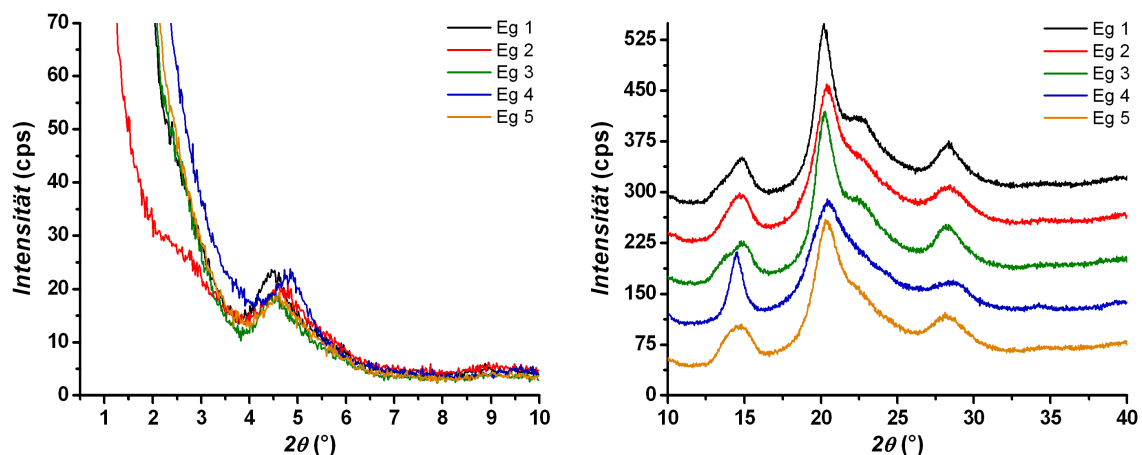 70
60
50
40
30
20
10
0
Intensität (cps)
1 2 3 4 5 6 7 8 9 10
2θ (°)
Eg 1
Eg 2
Eg 3
Eg 4
Eg 5
525
450
375
300
225
150
75
0
Intensität (cps)
10 15 20 25 30 35 40
2θ (°)
Eg 1
Eg 2
Eg 3
Eg 4
Eg 5